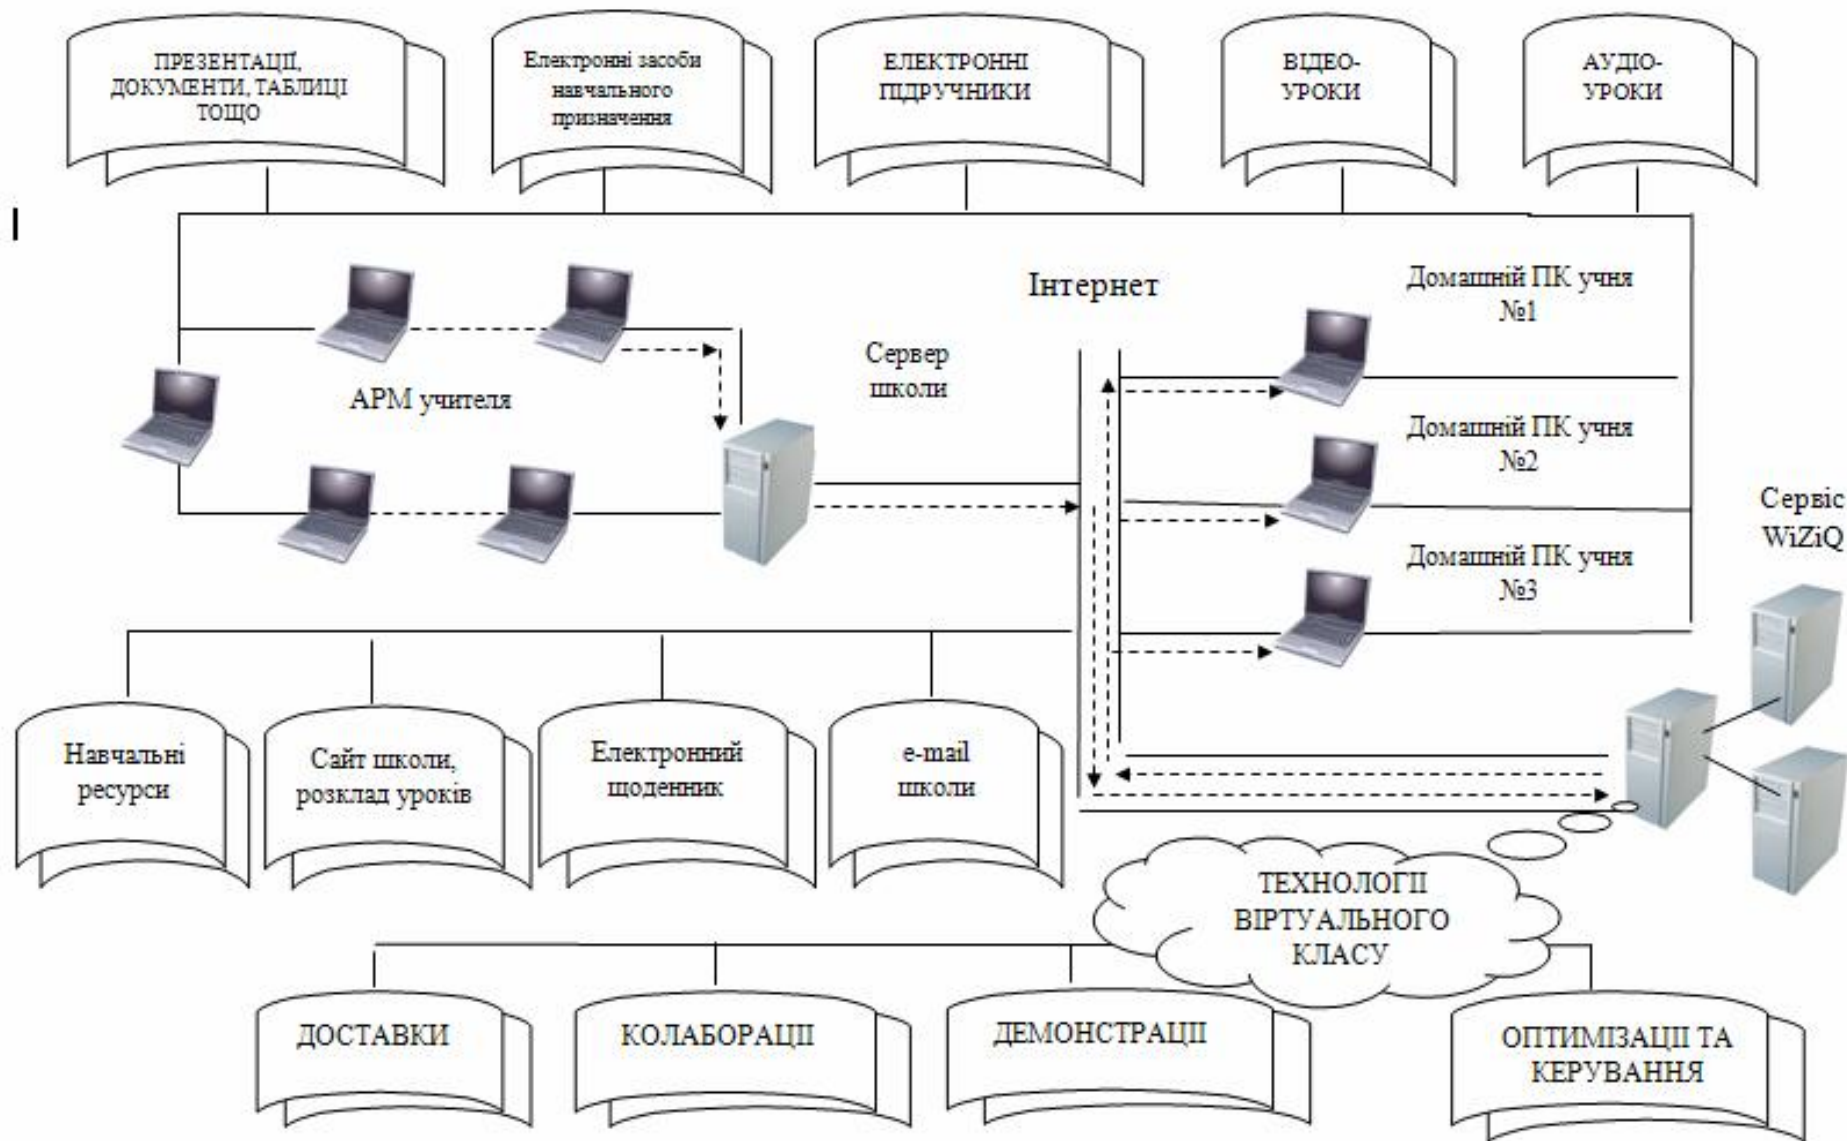 ПРЕЗЕНТАЦІЇ,
ДОКУМЕНТИ, ТАБЛИЦІ
ТОЩО
Електронні засоби
навчального
призначення
ЕЛЕКТРОННІ
ПІДРУЧНИКИ
ВІДЕО-
УРОКИ
АУДІО-
УРОКИ
Інтернет
Домашній ПК учня
№1
Сервер
школи
АРМ учителя
Домашній ПК учня
№2
Сервіс
WiZiQ
Домашній ПК учня
№3
Навчальні
ресурси
Сайт школи,
розклад уроків
Електронний
щоденник
e-mail
школи
ТЕХНОЛОГІЇ
ВІРТУАЛЬНОГО
КЛАСУ
ДОСТАВКИ
КОЛАБОРАЦІЇ
ДЕМОНСТРАЦІЇ
ОПТИМІЗАЦІЇ ТА
КЕРУВАННЯ